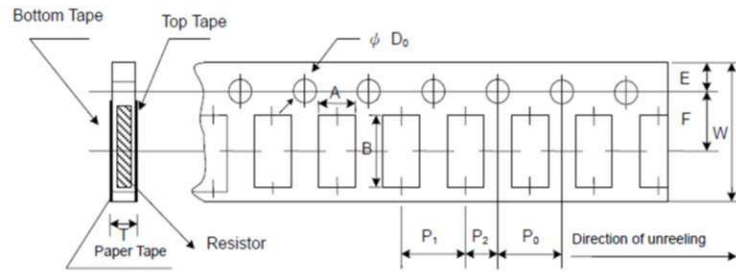 Bottom Tape
Top Tape
ϕ D₀
A
E
F
W
B
T
Paper Tape
Resistor
P₁
P₂
P₀
Direction of unreeling